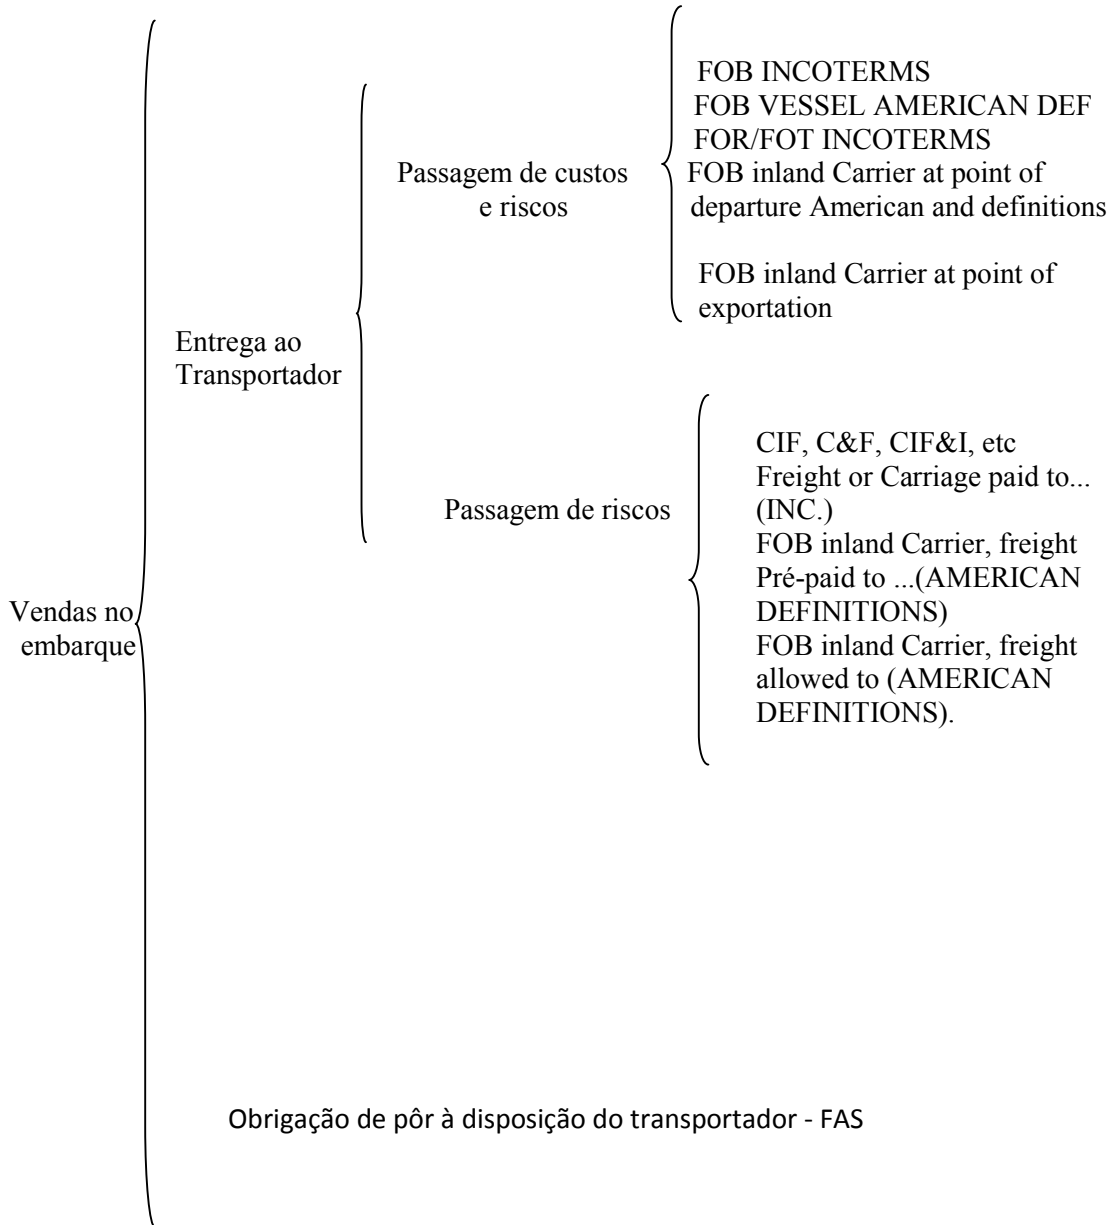 FOB INCOTERMS
FOB VESSEL AMERICAN DEF
FOR/FOT INCOTERMS
Passagem de custos
e riscos
FOB inland Carrier at point of
departure American and definitions
FOB inland Carrier at point of
exportation
Entrega ao
Transportador
CIF, C&F, CIF&I, etc
Freight or Carriage paid to...
(INC.)
Passagem de riscos
FOB inland Carrier, freight
Pré-paid to ...(AMERICAN
DEFINITIONS)
Vendas no
embarque
FOB inland Carrier, freight
allowed to (AMERICAN
DEFINITIONS).
Obrigação de pôr à disposição do transportador - FAS